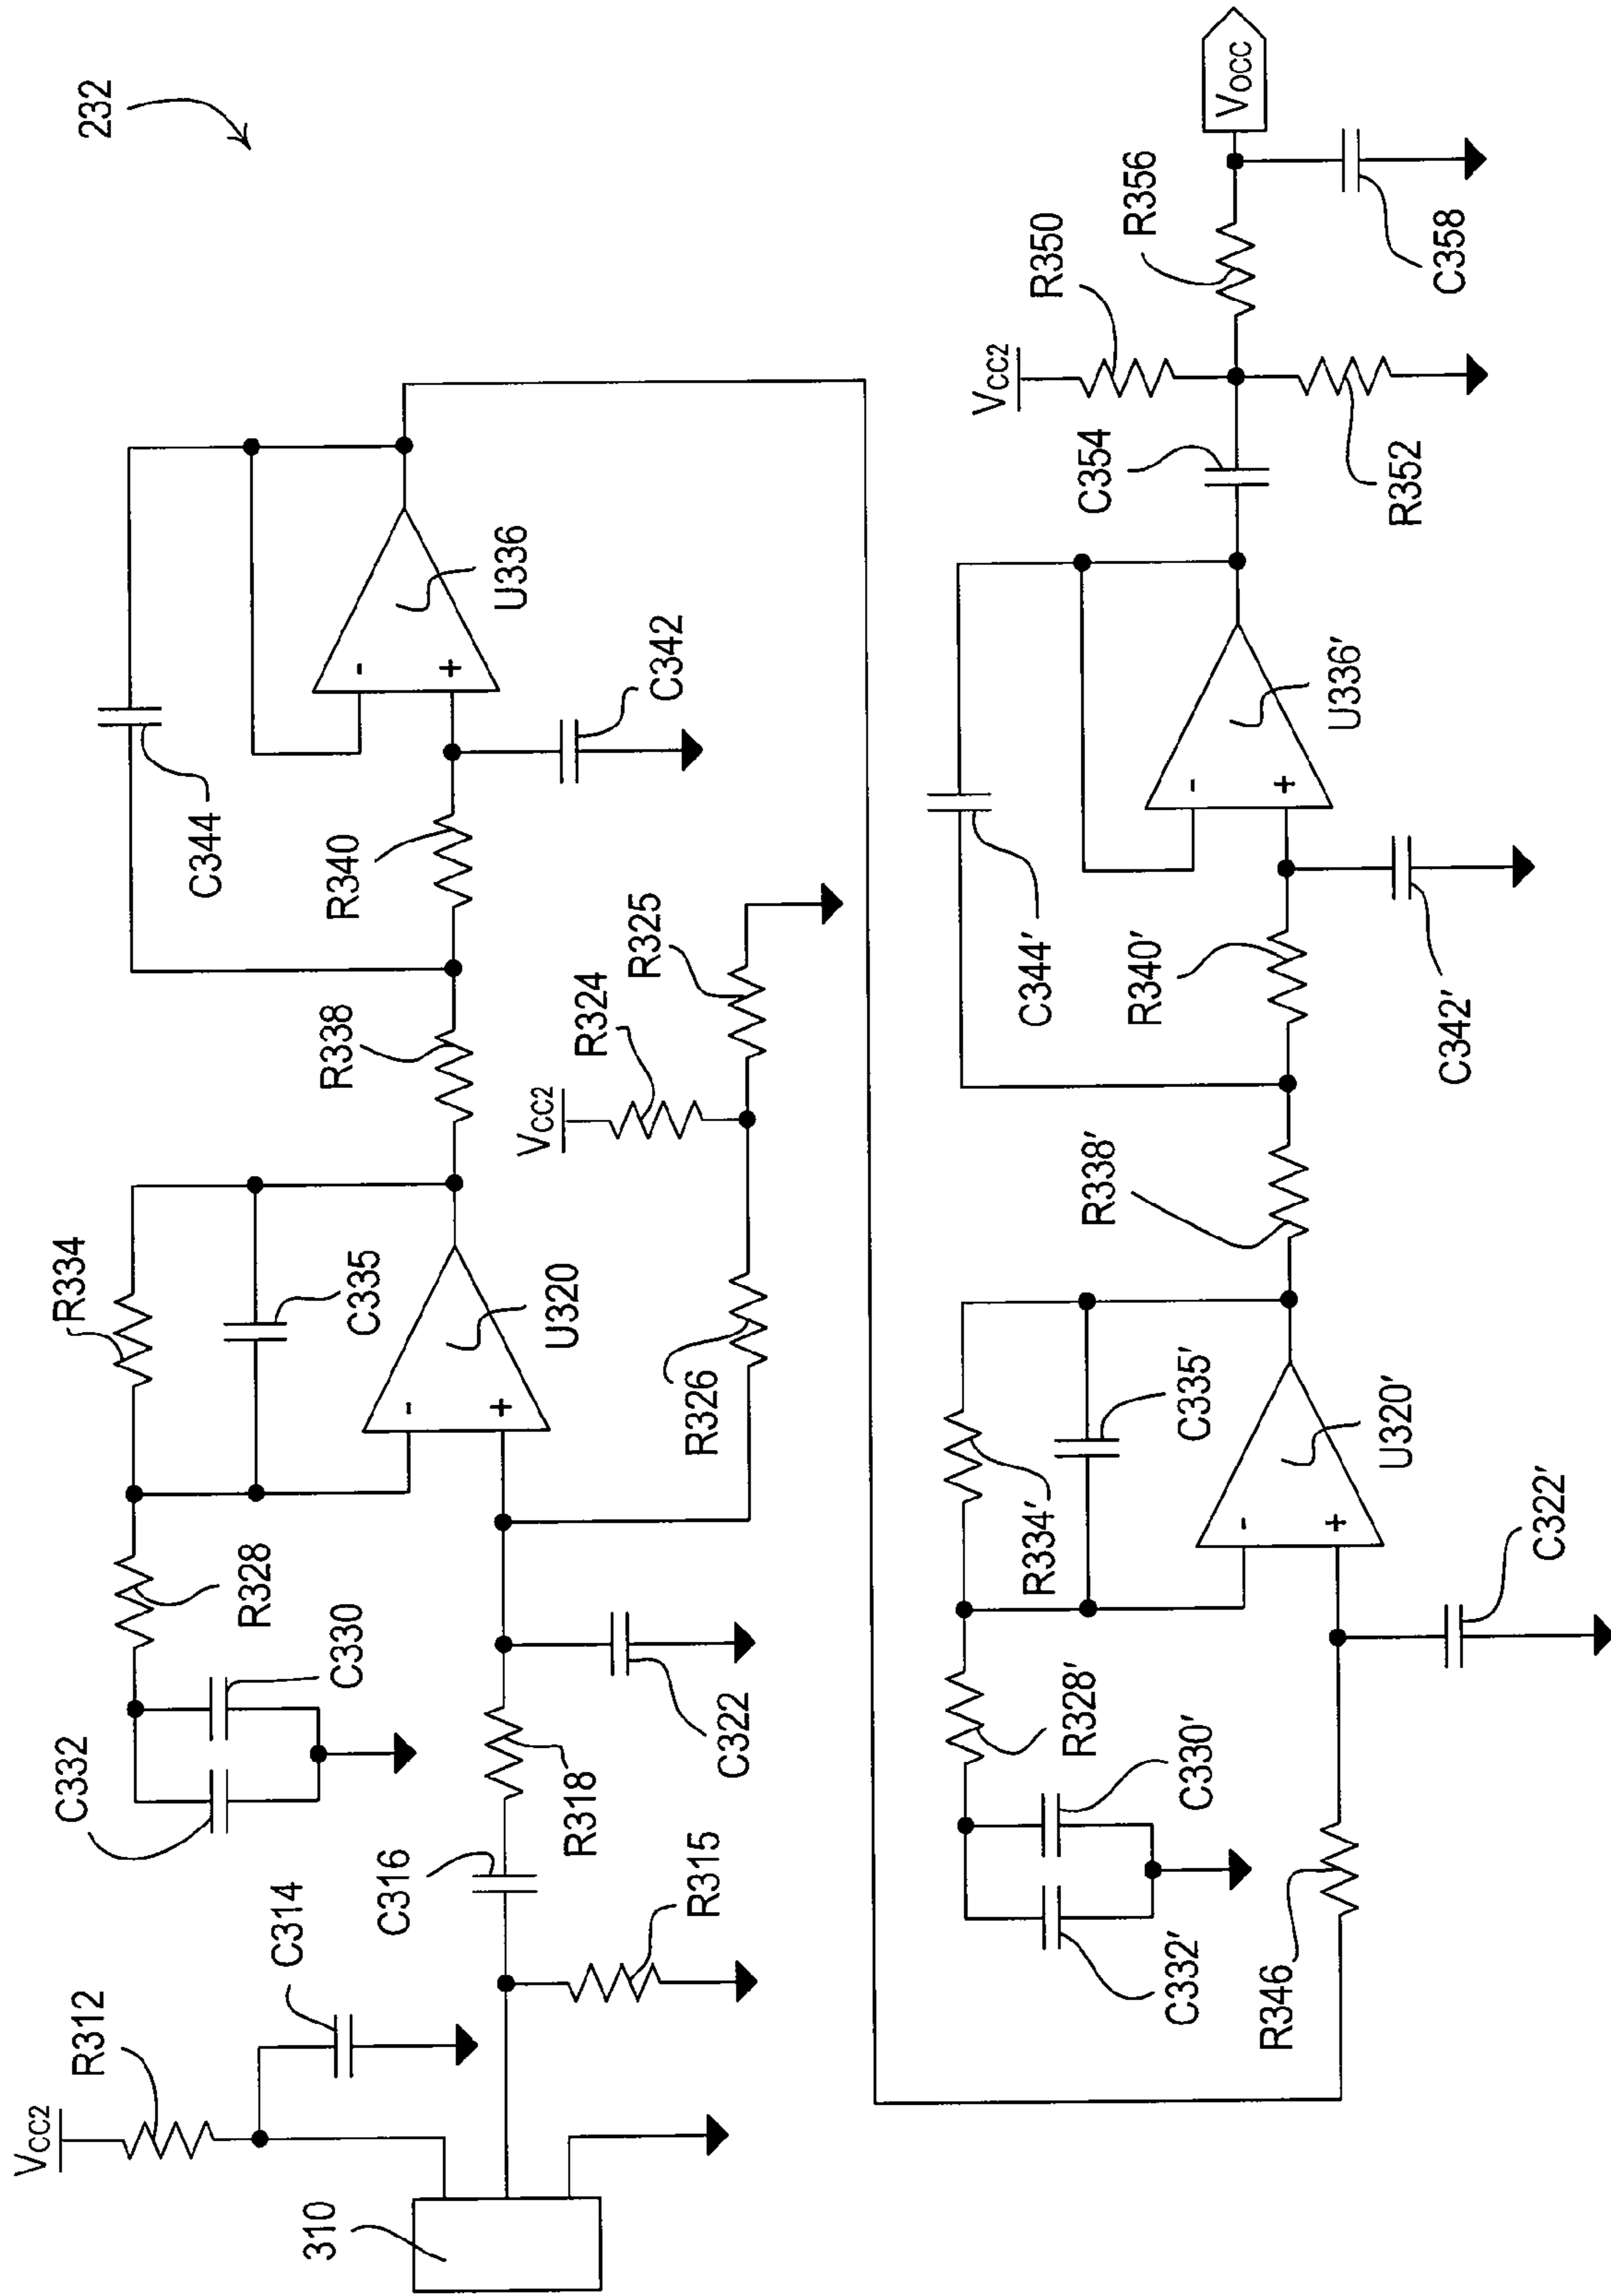 232
VCC2
R312
C314
310
R315
C316
R318
C322
C332
C330
R328
R334
C335
U320
R326
VCC2
R324
R325
R338
R340
C344
C342
U336
R346
C332′
C330′
R328′
C322′
R334′
C335′
U320′
R338′
R340′
C344′
C342′
U336′
C354
VCC2
R350
R352
R356
C358
VOCC